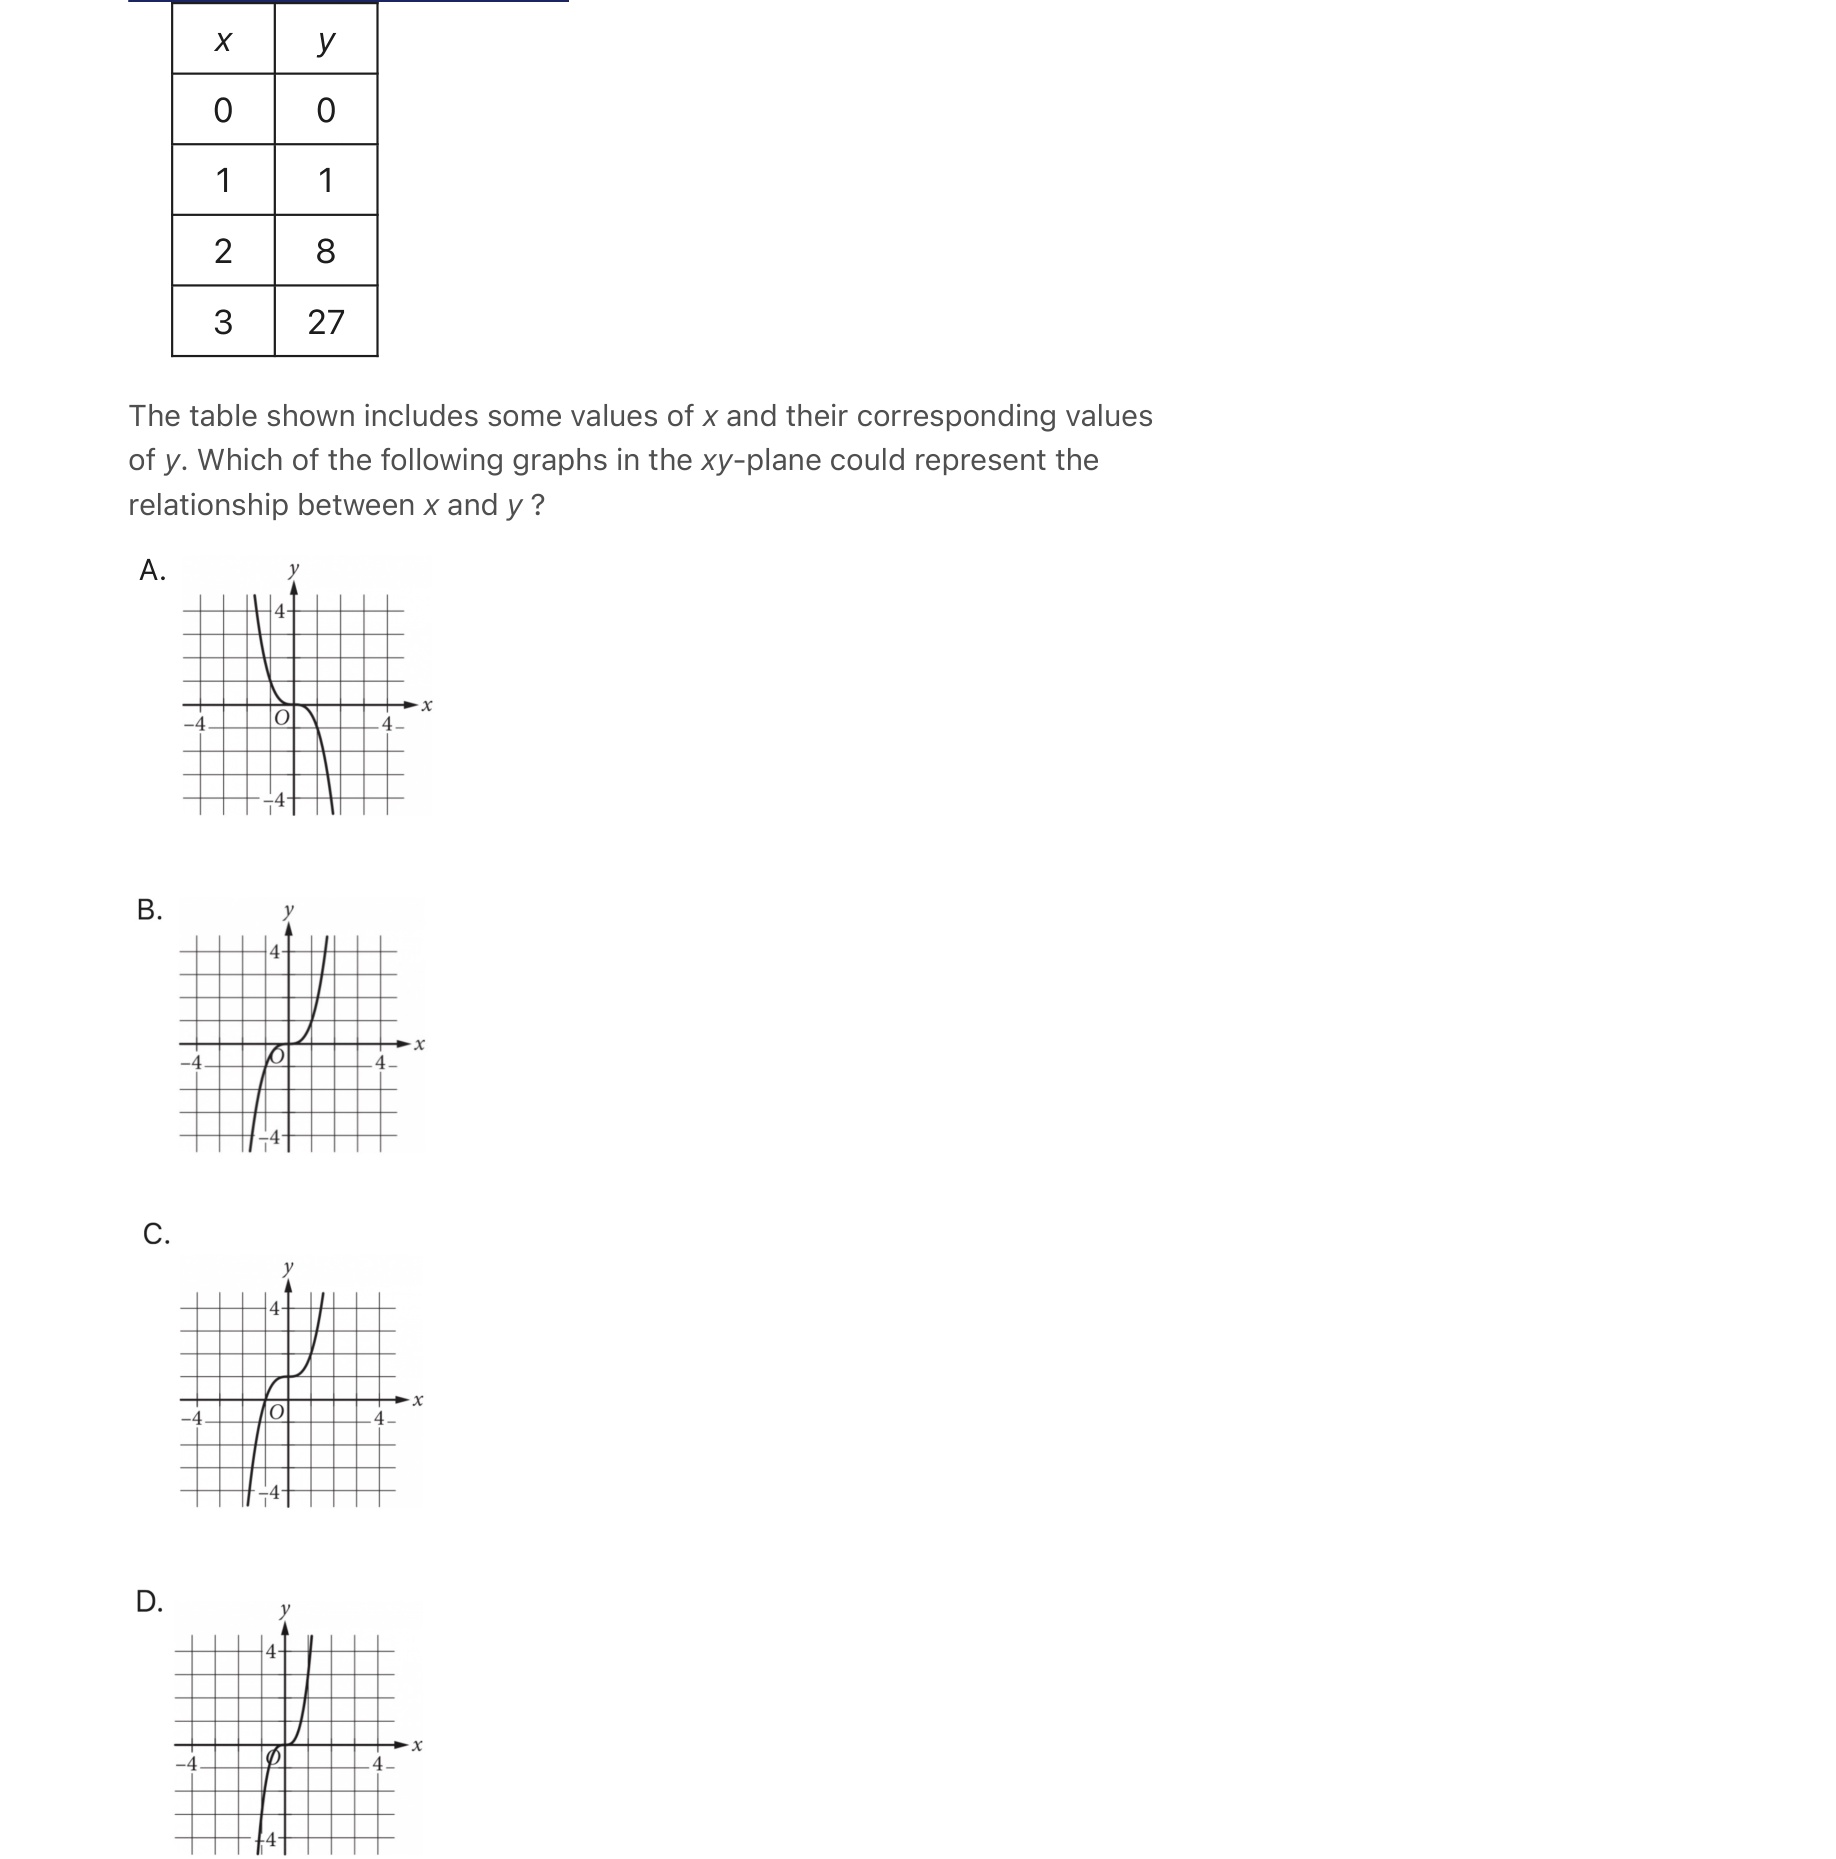 x y
0 0
1 1
2 8
3 27
The table shown includes some values of x and their corresponding values
of y. Which of the following graphs in the xy-plane could represent the
relationship between x and y ?
A.
y
4
x
−4 O 4
−4
B.
y
4
x
−4 O 4
−4
C.
y
4
x
−4 O 4
−4
D.
y
4
x
−4 O 4
−4